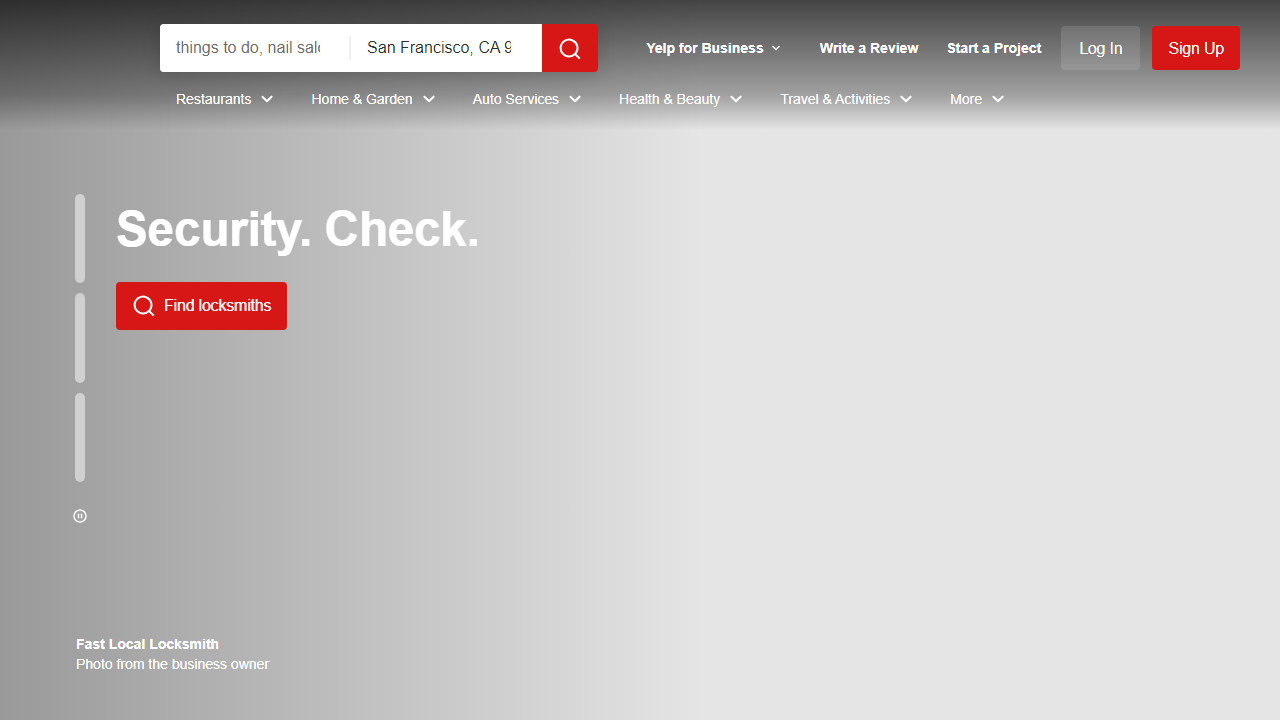 things to do, nail
San Francisco, CA
Yelp for Business
Write a Review
Start a Project
Log In
Sign Up
Restaurants
Home & Garden
Auto Services
Health & Beauty
Travel & Activities
More
Security. Check.
Find locksmiths
Fast Local Locksmith
Photo from the business owner